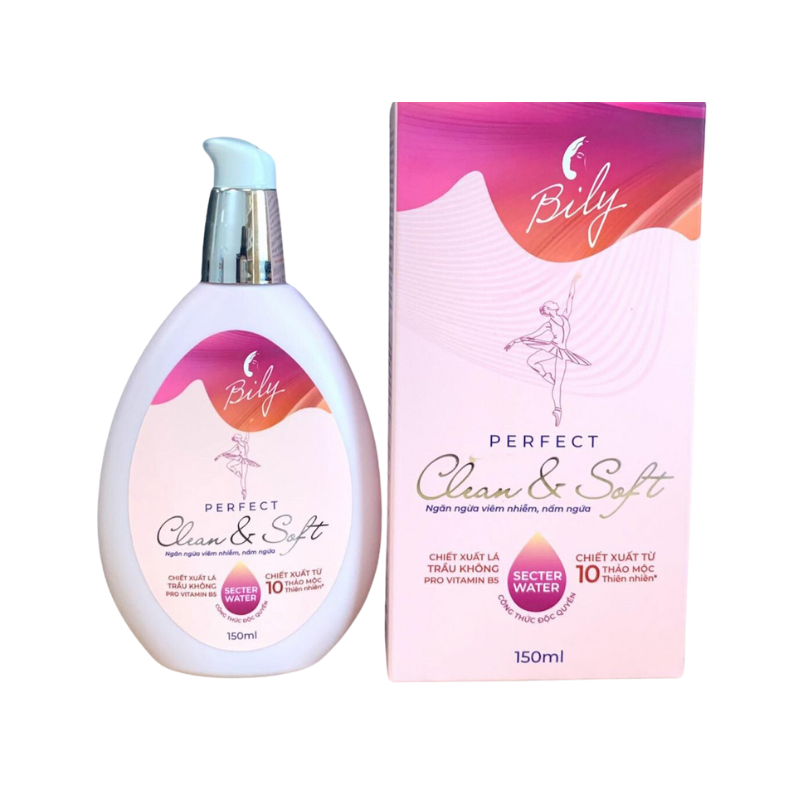 Bily
PERFECT
Clean & Soft
Ngăn ngừa viêm nhiễm, nấm ngứa
CHIẾT XUẤT LÁ
TRẦU KHÔNG
PRO VITAMIN B5
SECTER
WATER
CÔNG THỨC ĐỘC QUYỀN
CHIẾT XUẤT TỪ
10 THẢO MỘC
Thiên nhiên*
150ml
Bily
PERFECT
Clean & Soft
Ngăn ngừa viêm nhiễm, nấm ngứa
CHIẾT XUẤT LÁ
TRẦU KHÔNG
PRO VITAMIN B5
SECTER
WATER
CÔNG THỨC ĐỘC QUYỀN
CHIẾT XUẤT TỪ
10 THẢO MỘC
Thiên nhiên*
150ml